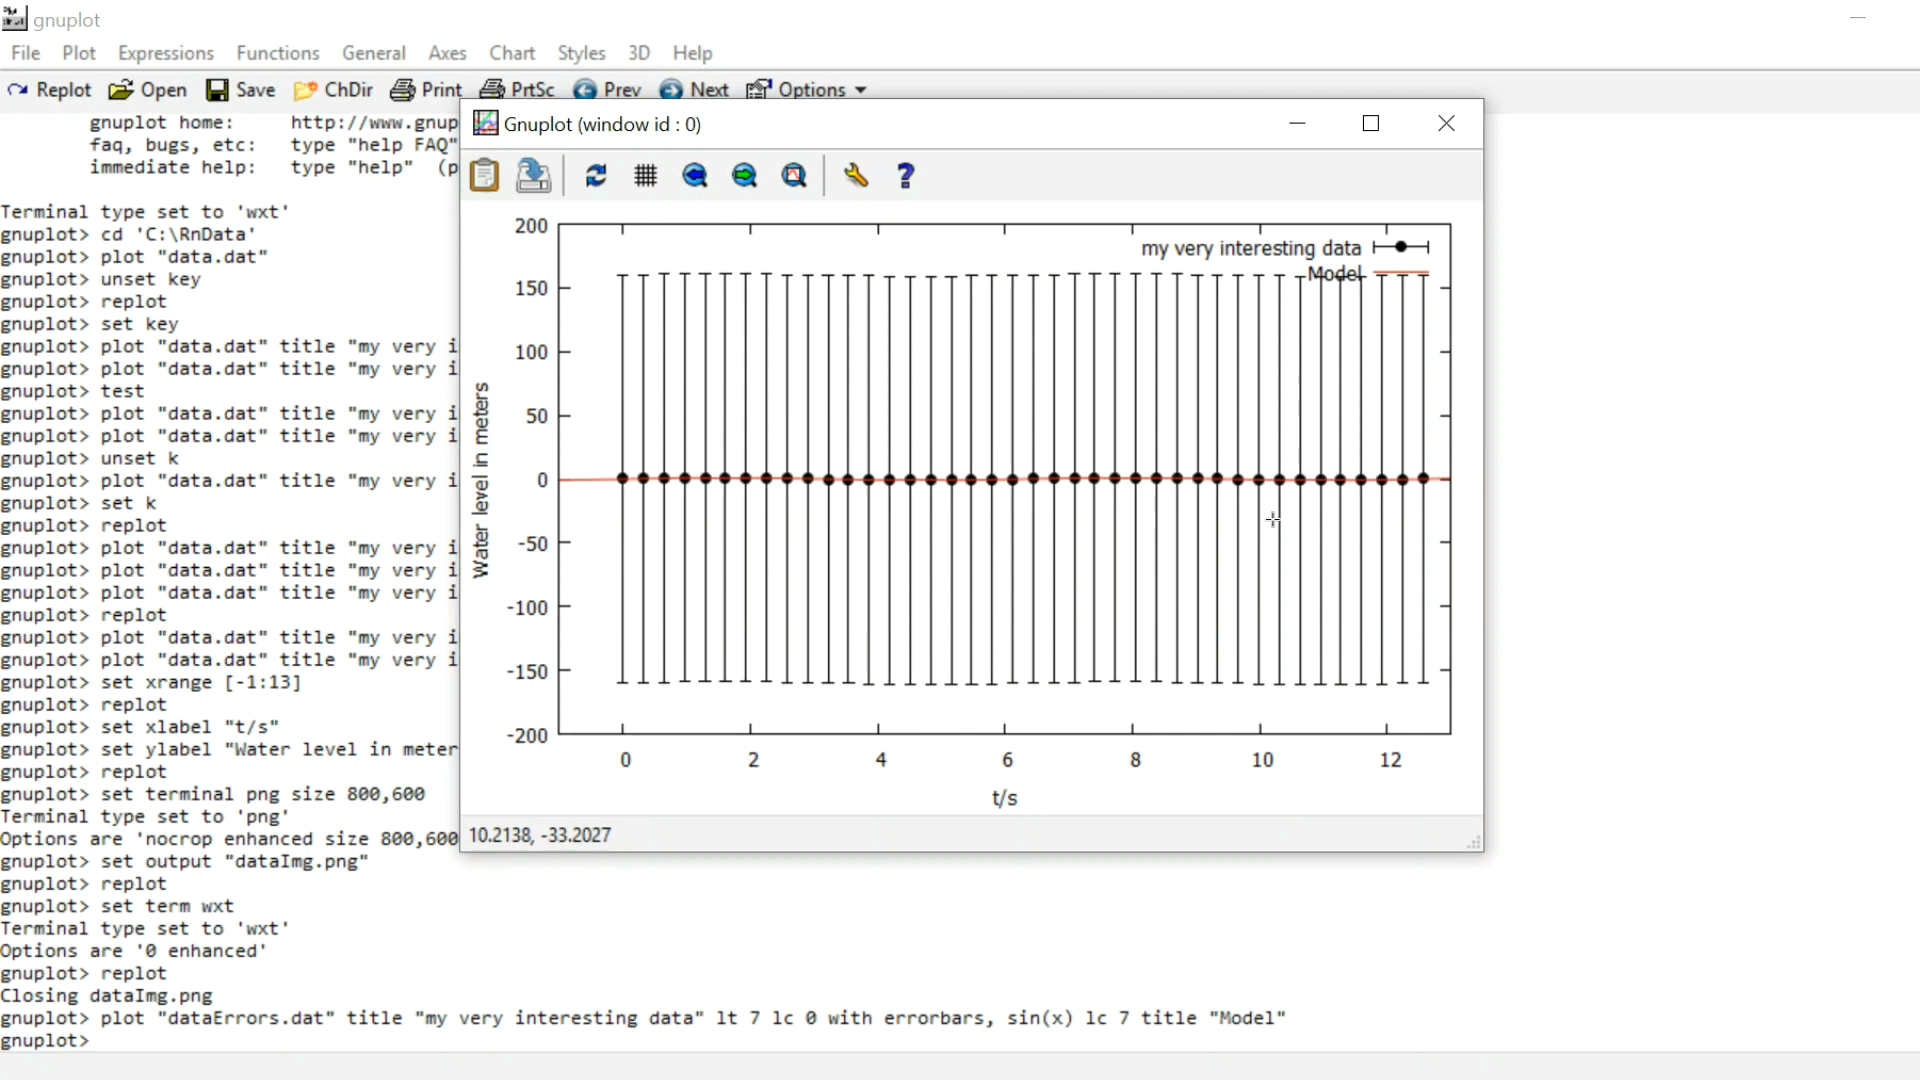 gnuplot
File Plot Expressions Functions General Axes Chart Styles 3D Help
Replot Open Save ChDir Print PrtSc Prev Next Options
gnuplot home: http://www.gnup
faq, bugs, etc: type "help FAQ"
immediate help: type "help" (p
Terminal type set to 'wxt'
gnuplot> cd 'C:\RnData'
gnuplot> plot "data.dat"
gnuplot> unset key
gnuplot> replot
gnuplot> set key
gnuplot> plot "data.dat" title "my very i
gnuplot> plot "data.dat" title "my very i
gnuplot> test
gnuplot> plot "data.dat" title "my very i
gnuplot> plot "data.dat" title "my very i
gnuplot> unset k
gnuplot> plot "data.dat" title "my very i
gnuplot> set k
gnuplot> replot
gnuplot> plot "data.dat" title "my very i
gnuplot> plot "data.dat" title "my very i
gnuplot> plot "data.dat" title "my very i
gnuplot> replot
gnuplot> plot "data.dat" title "my very i
gnuplot> plot "data.dat" title "my very i
gnuplot> set xrange [-1:13]
gnuplot> replot
gnuplot> set xlabel "t/s"
gnuplot> set ylabel "Water level in meter
gnuplot> replot
gnuplot> set terminal png size 800,600
Terminal type set to 'png'
Options are 'nocrop enhanced size 800,600
gnuplot> set output "dataImg.png"
gnuplot> replot
gnuplot> set term wxt
Terminal type set to 'wxt'
Options are '0 enhanced'
gnuplot> replot
Closing dataImg.png
gnuplot> plot "dataErrors.dat" title "my very interesting data" lt 7 lc 0 with errorbars, sin(x) lc 7 title "Model"
gnuplot>
Gnuplot (window id : 0)
my very interesting data
Model
200
150
100
50
0
-50
-100
-150
-200
Water level in meters
0 2 4 6 8 10 12
t/s
10.2138, -33.2027